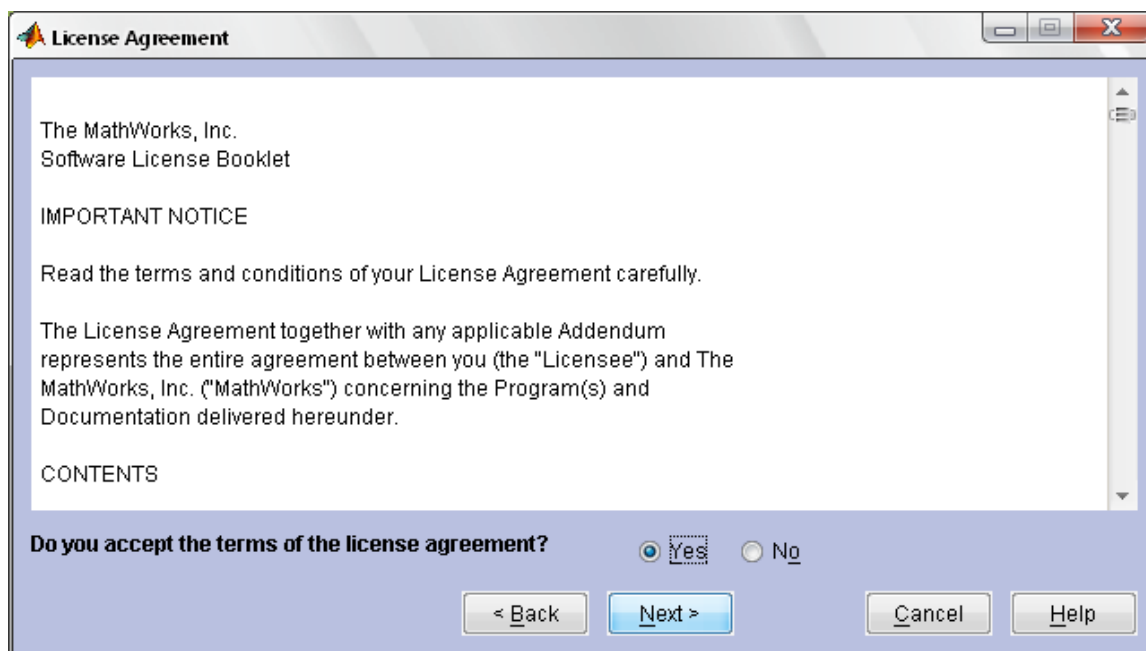 License Agreement
The MathWorks, Inc.
Software License Booklet
IMPORTANT NOTICE
Read the terms and conditions of your License Agreement carefully.
The License Agreement together with any applicable Addendum
represents the entire agreement between you (the "Licensee") and The
MathWorks, Inc. ("MathWorks") concerning the Program(s) and
Documentation delivered hereunder.
CONTENTS
Do you accept the terms of the license agreement? Yes No
< Back Next > Cancel Help